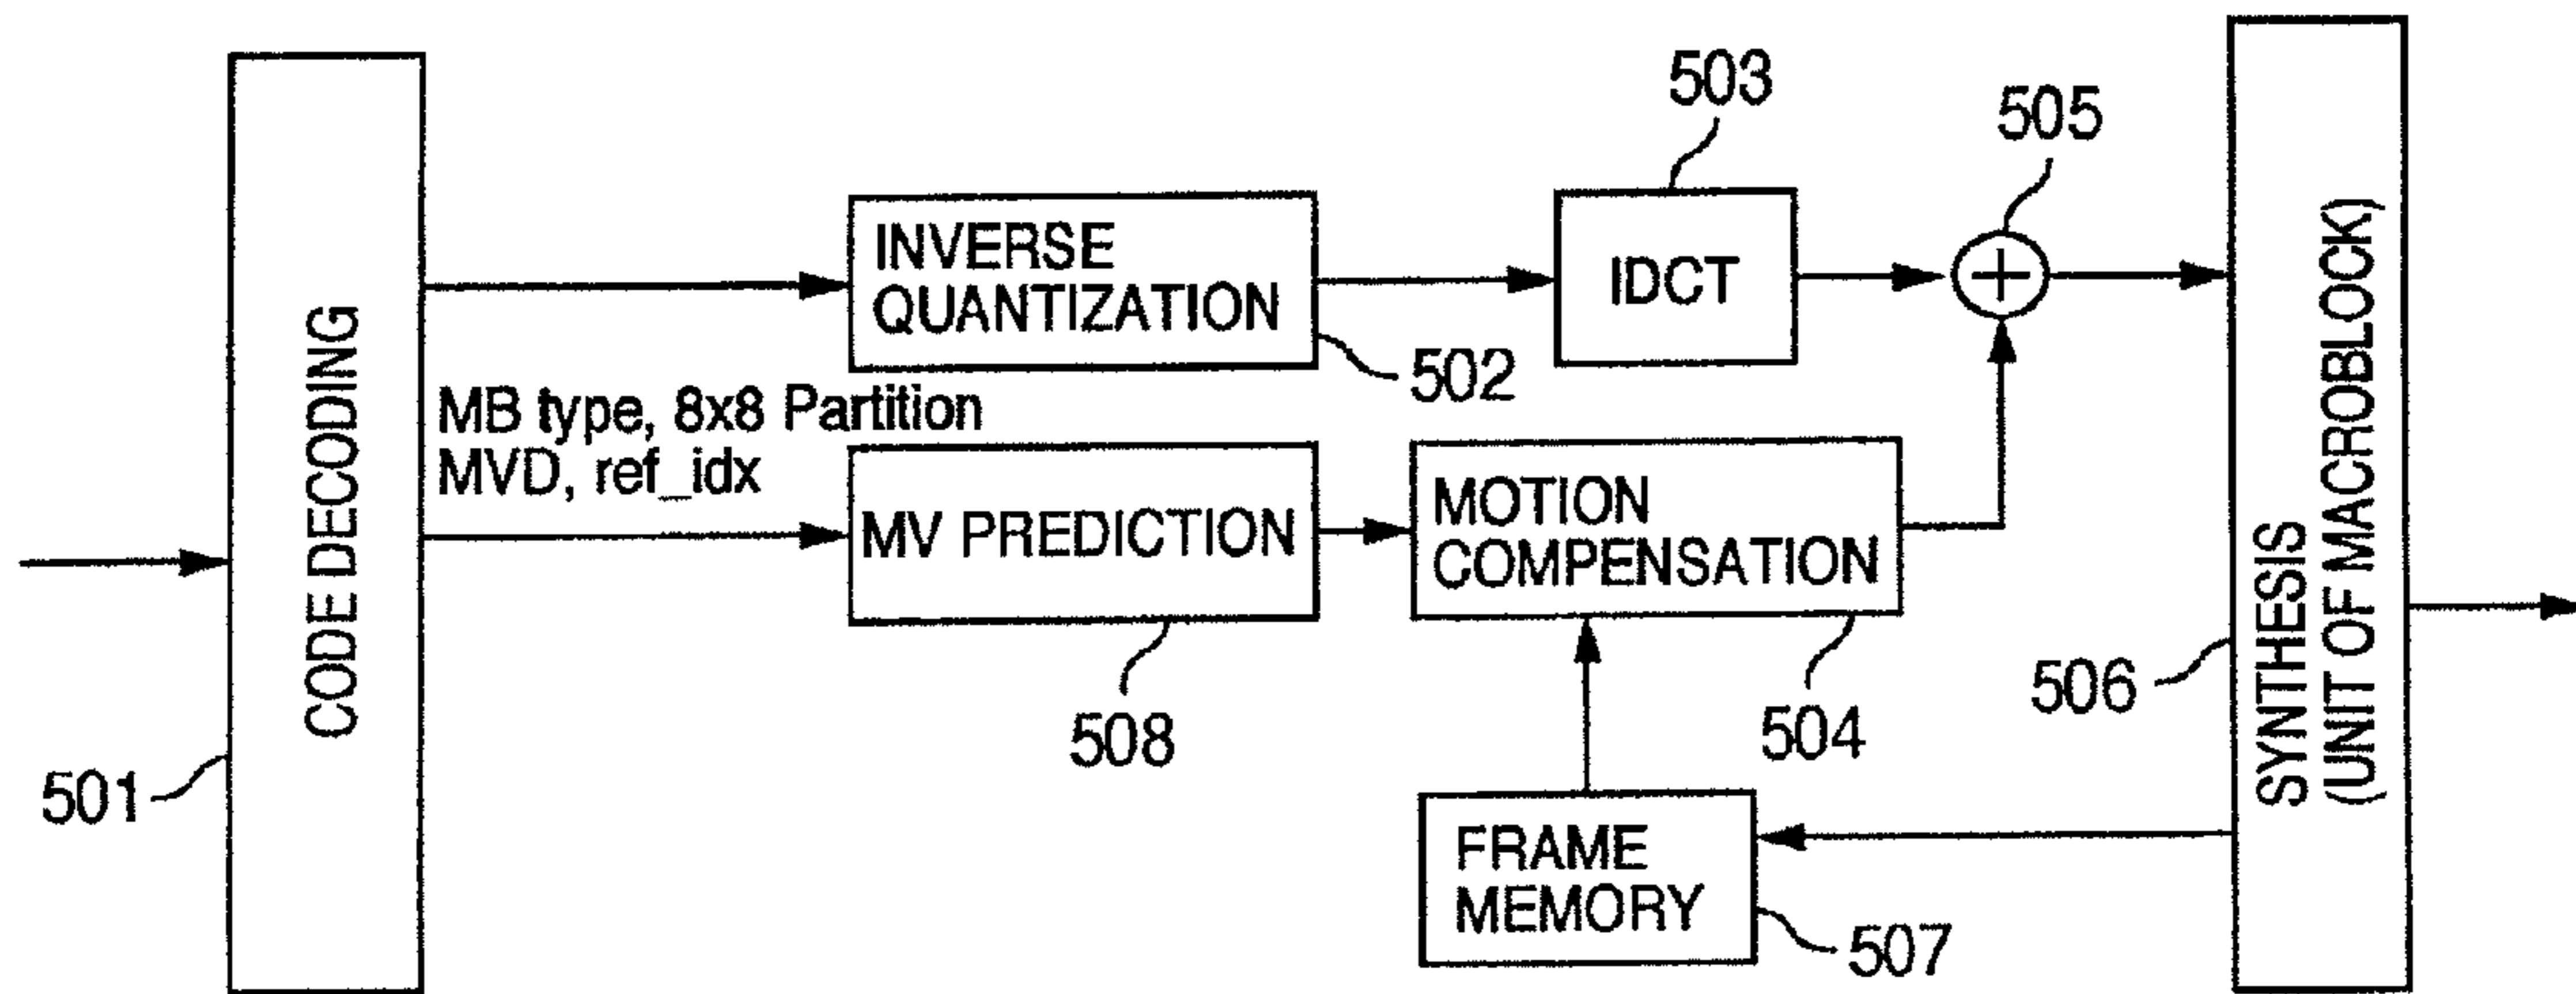 503
505
INVERSE
QUANTIZATION
IDCT
502
CODE DECODING
MB type, 8x8 Partition
MVD, ref_idx
MV PREDICTION
MOTION
COMPENSATION
SYNTHESIS
(UNIT OF MACROBLOCK)
506
508
504
501
FRAME
MEMORY
507